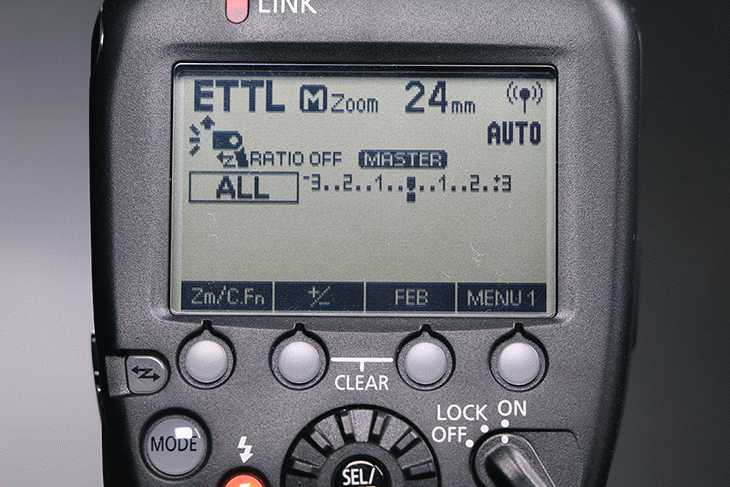 LINK
ETTL M Zoom 24mm
AUTO
RATIO OFF MASTER
ALL -3..2..1..▮..1..2..+3
Zm/C.Fn +/- FEB MENU 1
CLEAR
LOCK ON
OFF
MODE
SEL/